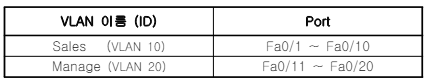 VLAN 이름 (ID) Port
Sales (VLAN 10) Fa0/1 ~ Fa0/10
Manage (VLAN 20) Fa0/11 ~ Fa0/20